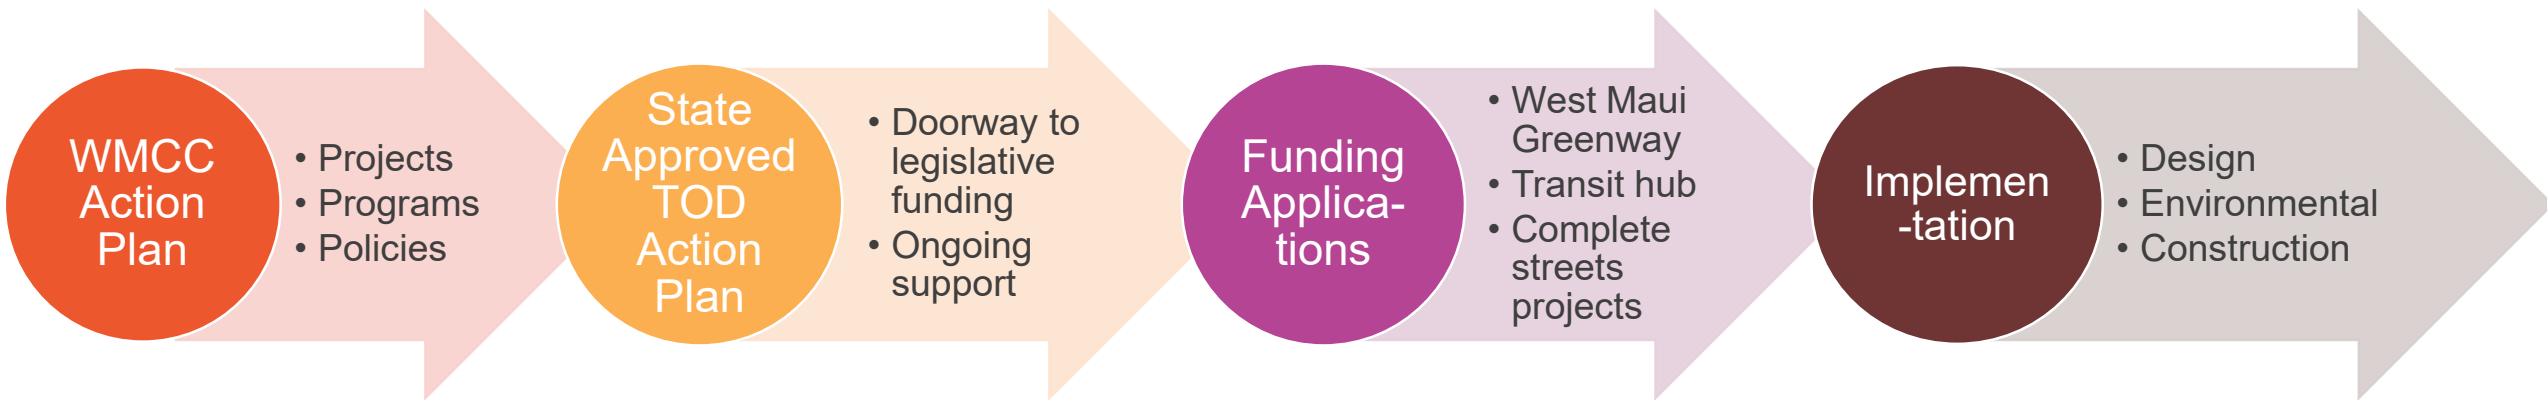 WMCC
Action
Plan
• Projects
• Programs
• Policies
State
Approved
TOD
Action
Plan
• Doorway to
legislative
funding
• Ongoing
support
Funding
Applica-
tions
• West Maui
Greenway
• Transit hub
• Complete
streets
projects
Implemen
-tation
• Design
• Environmental
• Construction